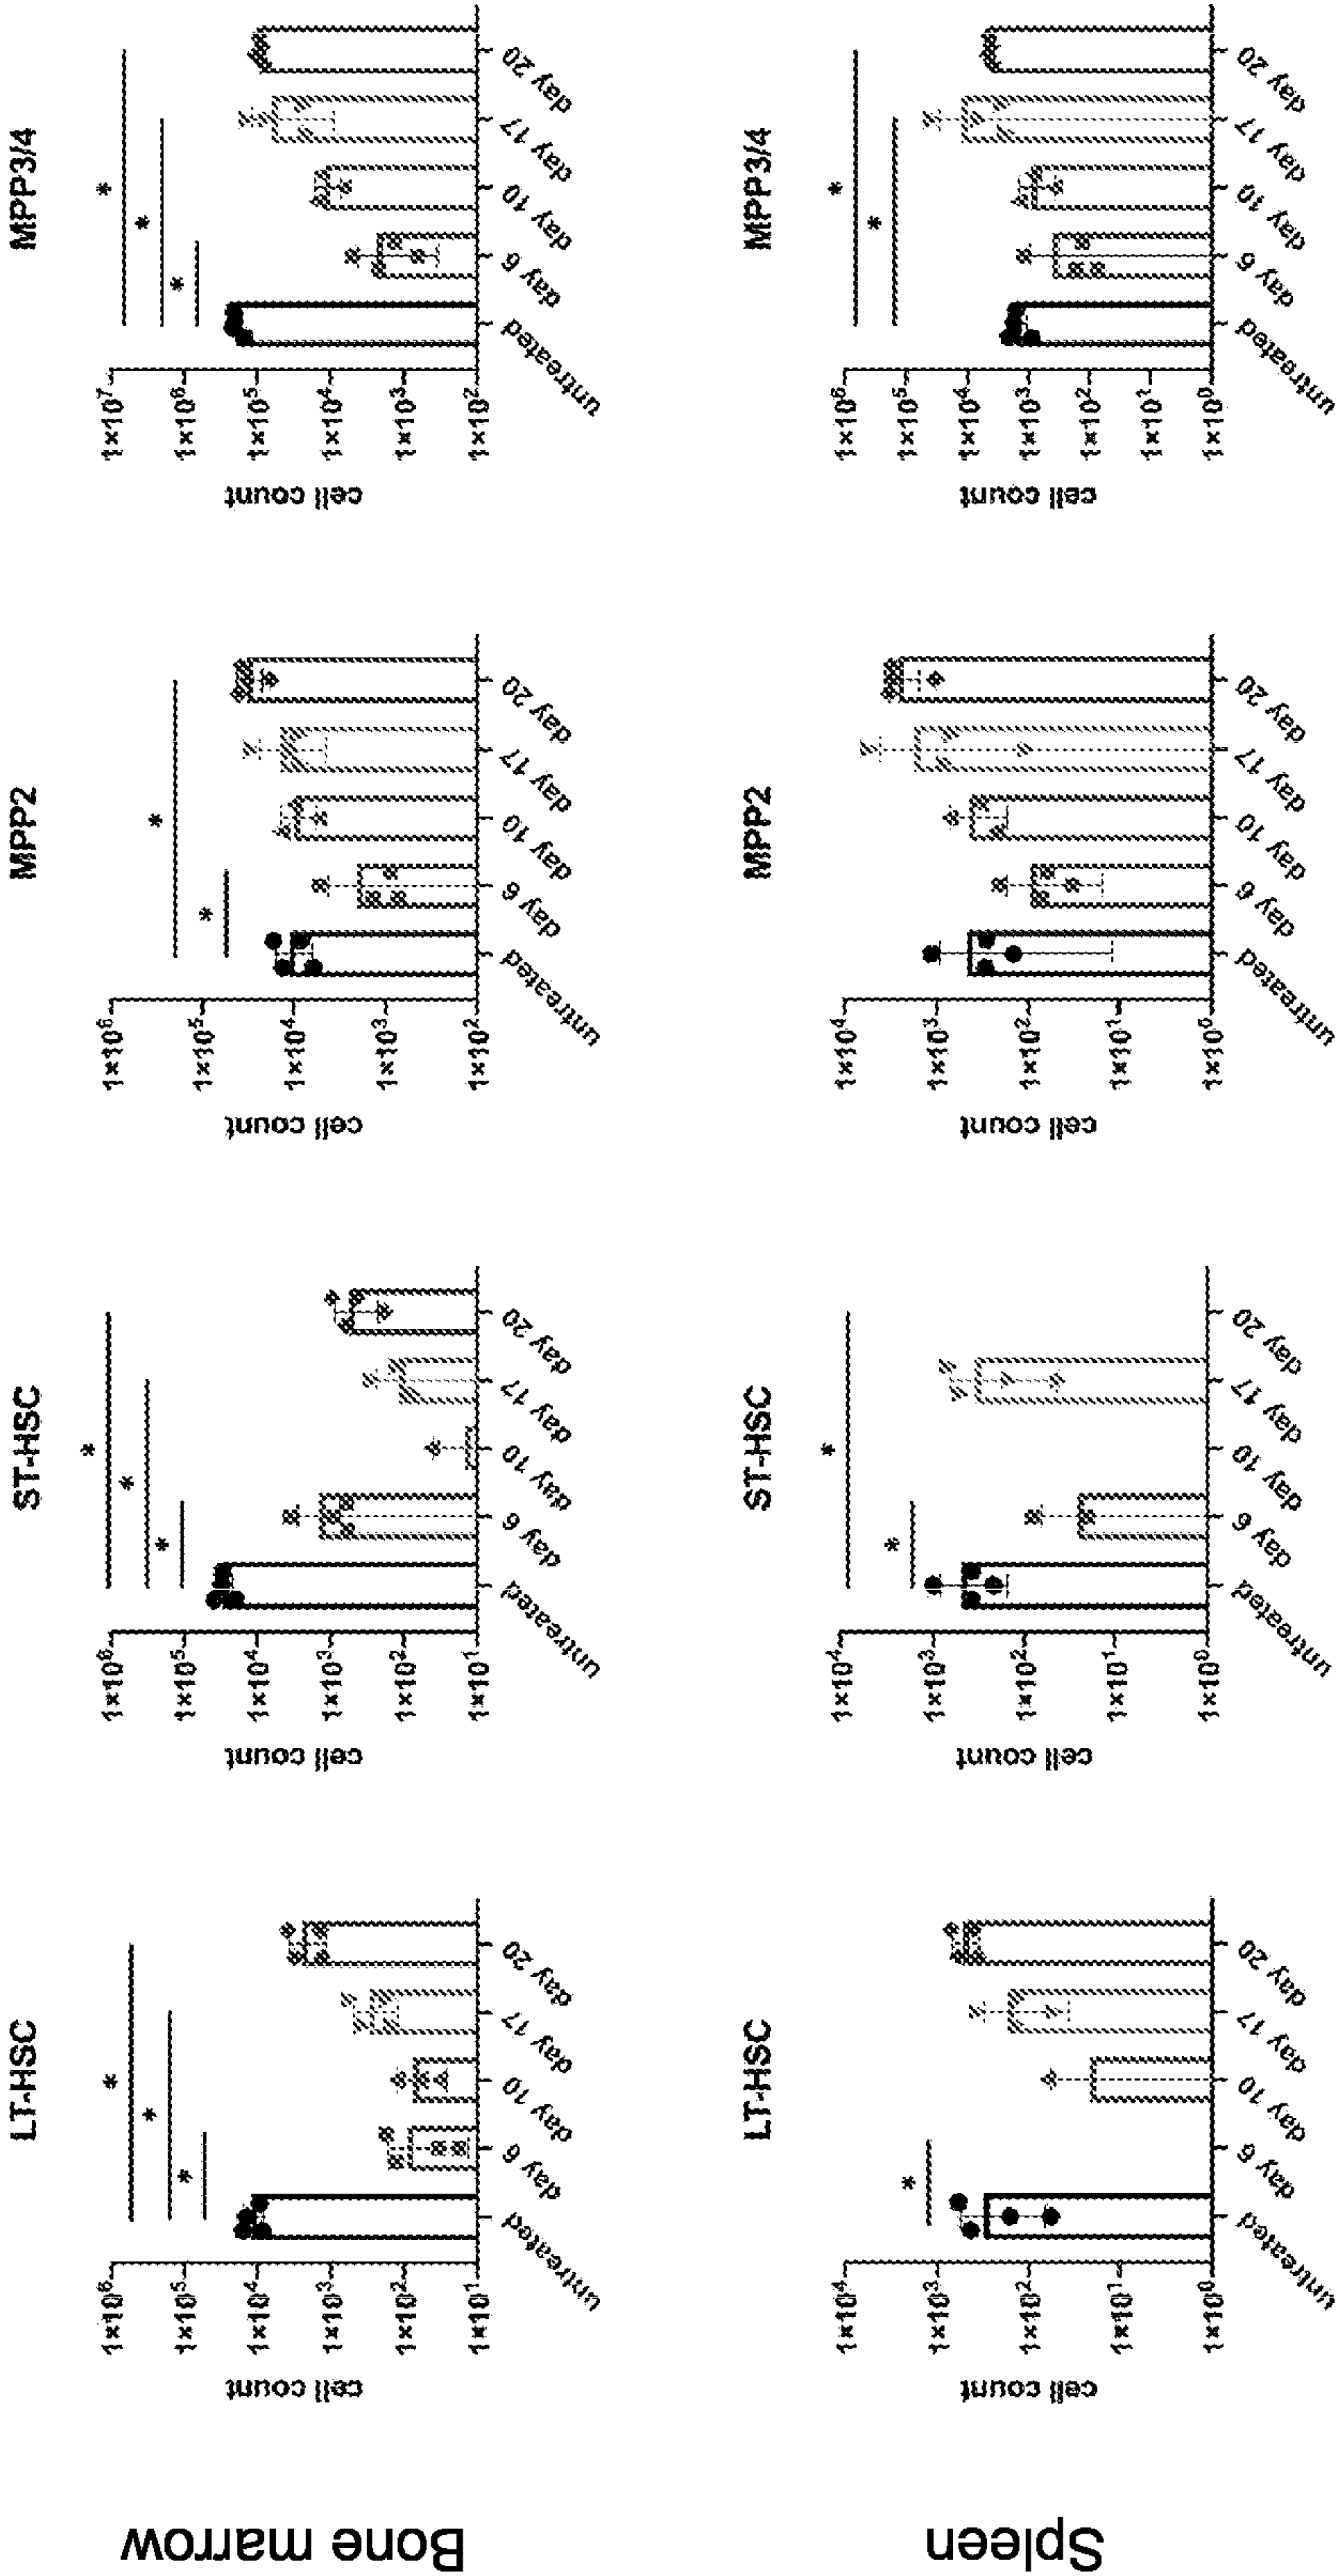 Bone marrow
LT-HSC
cell count
1×10⁶
1×10⁵
1×10⁴
1×10³
1×10²
1×10¹
*
*
*
untreated
day 6
day 10
day 17
day 20
ST-HSC
cell count
1×10⁶
1×10⁵
1×10⁴
1×10³
1×10²
1×10¹
*
*
*
untreated
day 6
day 10
day 17
day 20
MPP2
cell count
1×10⁶
1×10⁵
1×10⁴
1×10³
1×10²
*
*
untreated
day 6
day 10
day 17
day 20
MPP3/4
cell count
1×10⁷
1×10⁶
1×10⁵
1×10⁴
1×10³
1×10²
*
*
*
untreated
day 6
day 10
day 17
day 20
Spleen
LT-HSC
cell count
1×10⁴
1×10³
1×10²
1×10¹
1×10⁰
*
untreated
day 6
day 10
day 17
day 20
ST-HSC
cell count
1×10⁴
1×10³
1×10²
1×10¹
1×10⁰
*
*
untreated
day 6
day 10
day 17
day 20
MPP2
cell count
1×10⁴
1×10³
1×10²
1×10¹
1×10⁰
untreated
day 6
day 10
day 17
day 20
MPP3/4
cell count
1×10⁶
1×10⁵
1×10⁴
1×10³
1×10²
1×10¹
1×10⁰
*
*
untreated
day 6
day 10
day 17
day 20